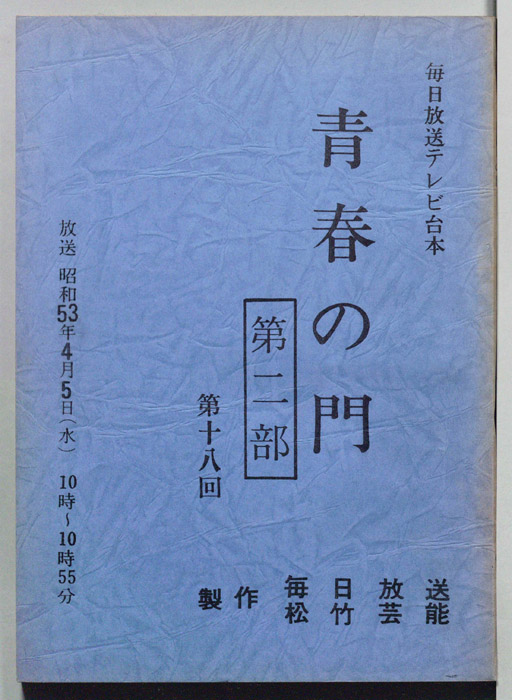 毎日放送テレビ台本
青春の門
第二部
第十八回
放送 昭和53年4月5日(水) 10時~10時55分
製作 毎日放送
松竹芸能